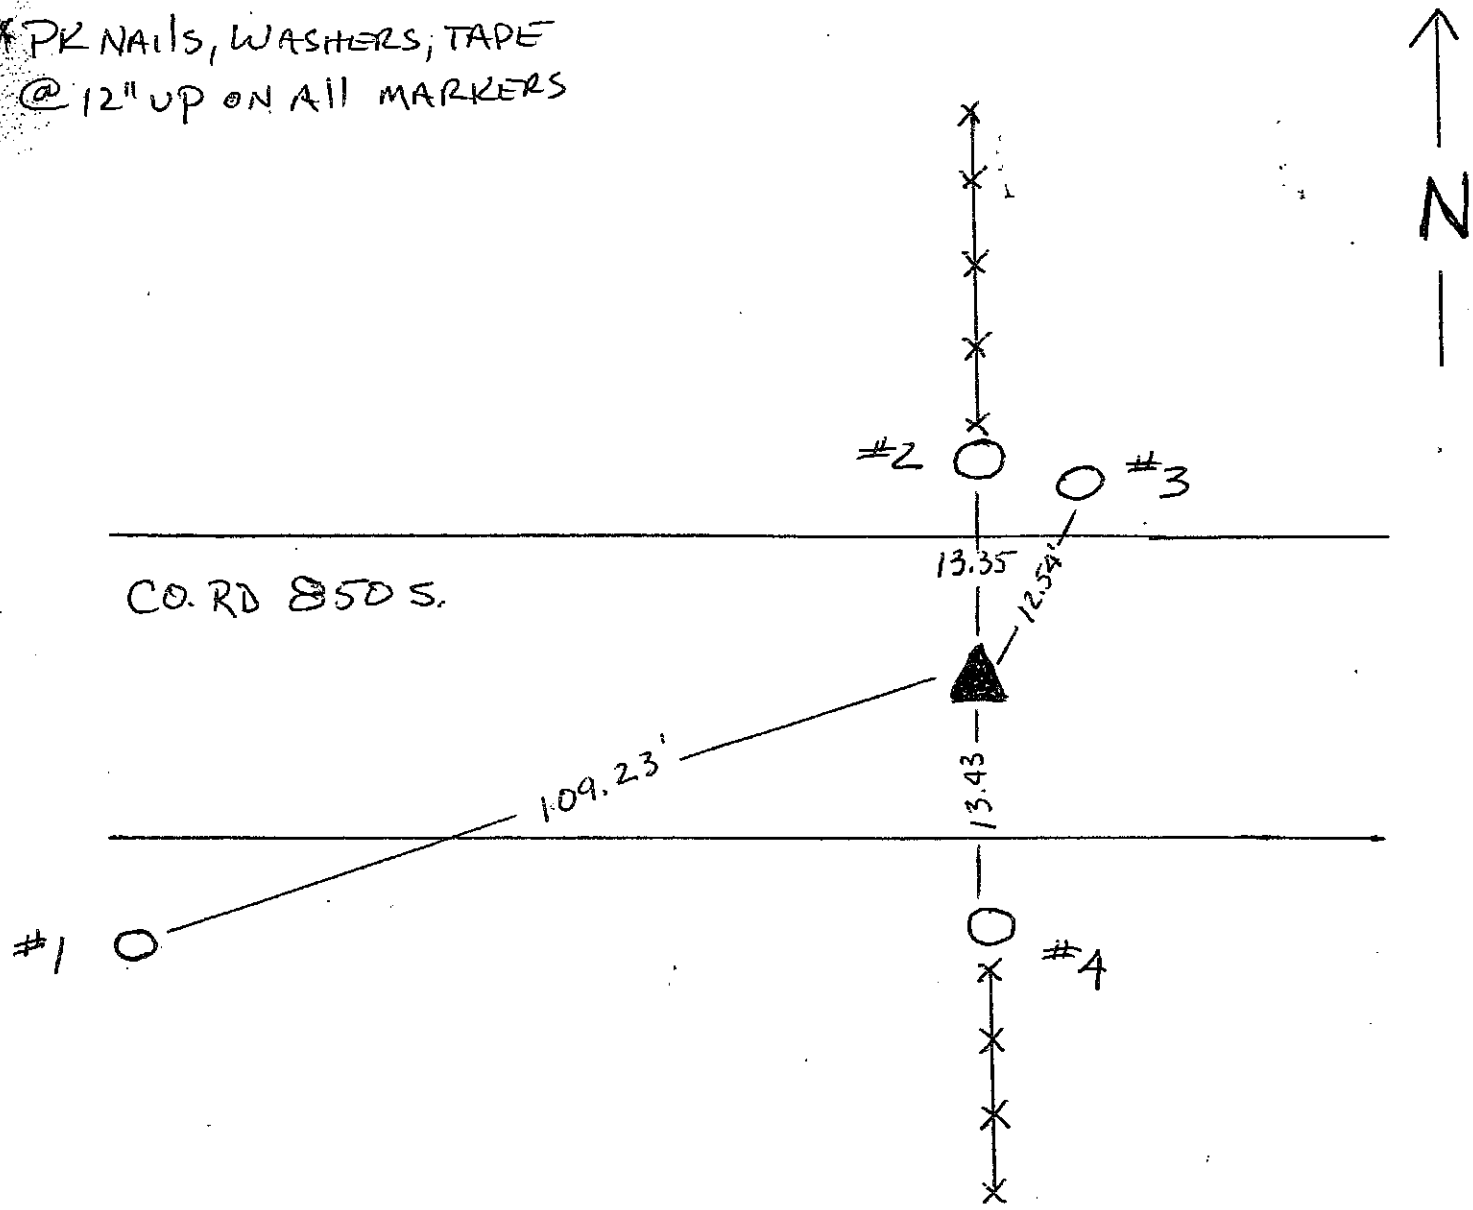 * PK NAILS, WASHERS, TAPE
@ 12" UP ON All MARKERS
N
#2
#3
13.35
12.54'
CO. RD 850 S.
109.23'
13.43
#1
#4